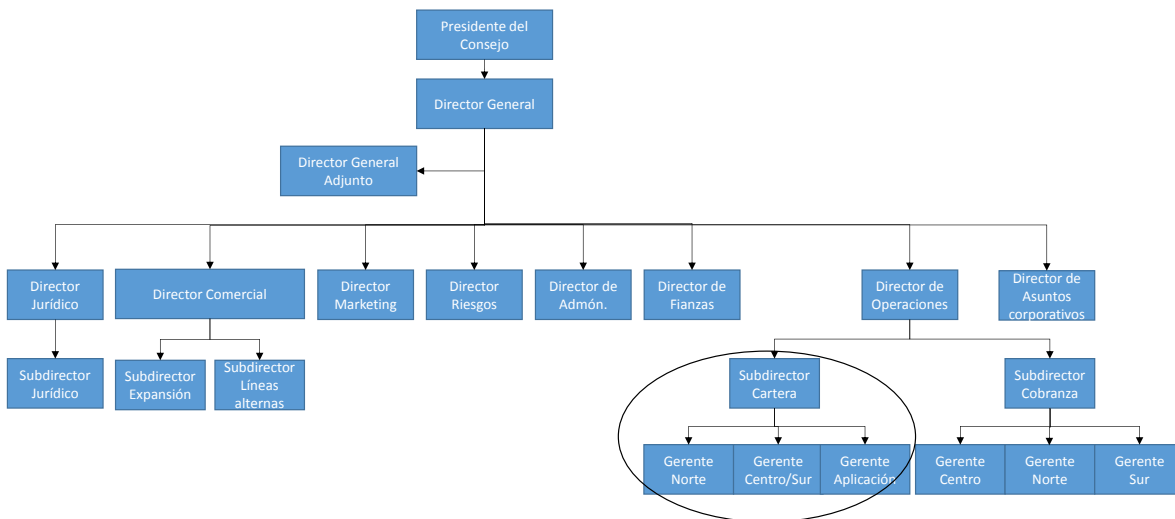 Presidente del
Consejo
Director General
Director General
Adjunto
Director
Jurídico
Director Comercial
Director
Marketing
Director
Riesgos
Director de
Admón.
Director de
Fianzas
Director de
Operaciones
Director de
Asuntos
corporativos
Subdirector
Jurídico
Subdirector
Expansión
Subdirector
Líneas
alternas
Subdirector
Cartera
Subdirector
Cobranza
Gerente
Norte
Gerente
Centro/Sur
Gerente
Aplicación
Gerente
Centro
Gerente
Norte
Gerente
Sur